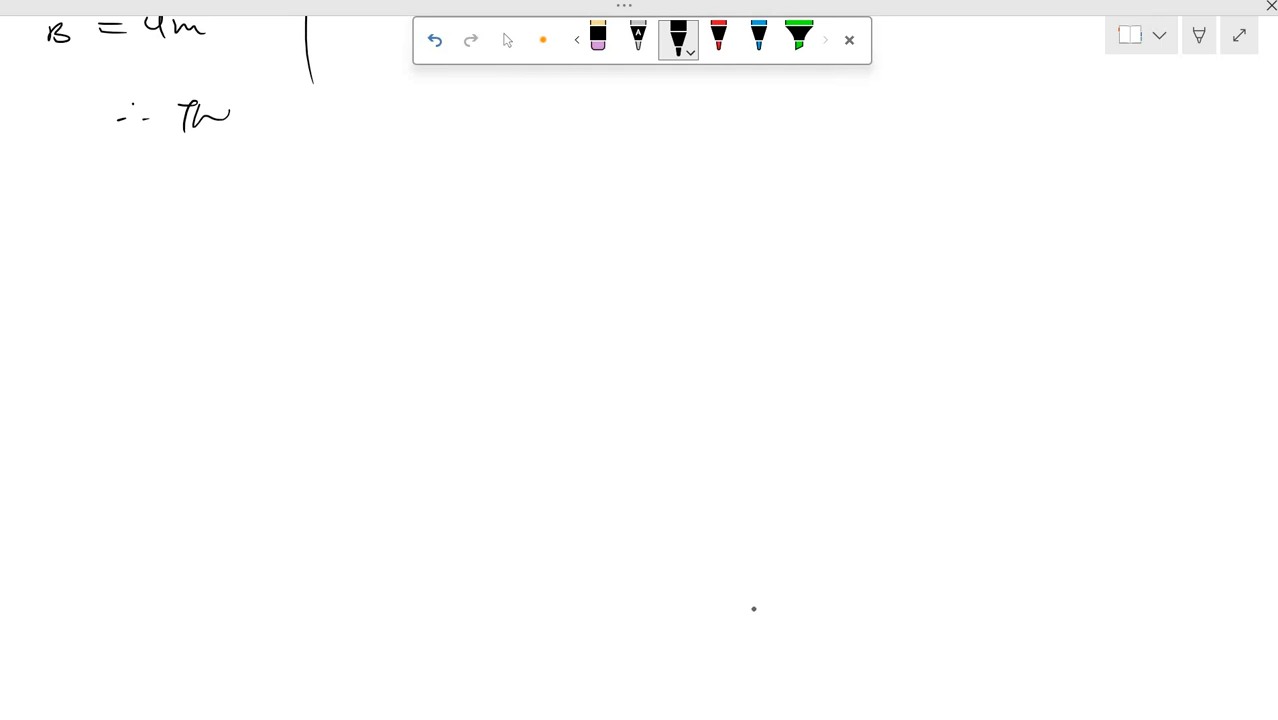 B = 4m
∴ Th